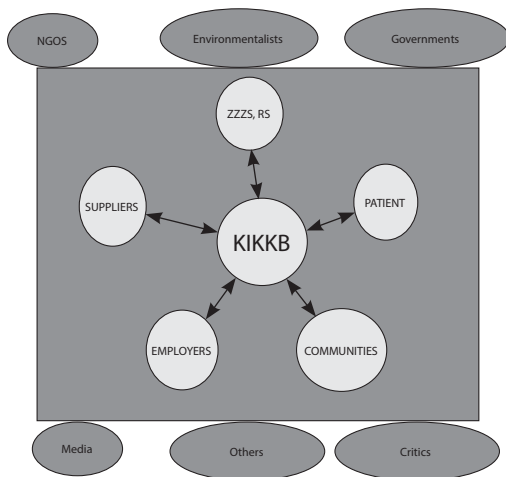 NGOS
Environmentalists
Governments
ZZZS, RS
SUPPLIERS
PATIENT
KIKKB
EMPLOYERS
COMMUNITIES
Media
Others
Critics